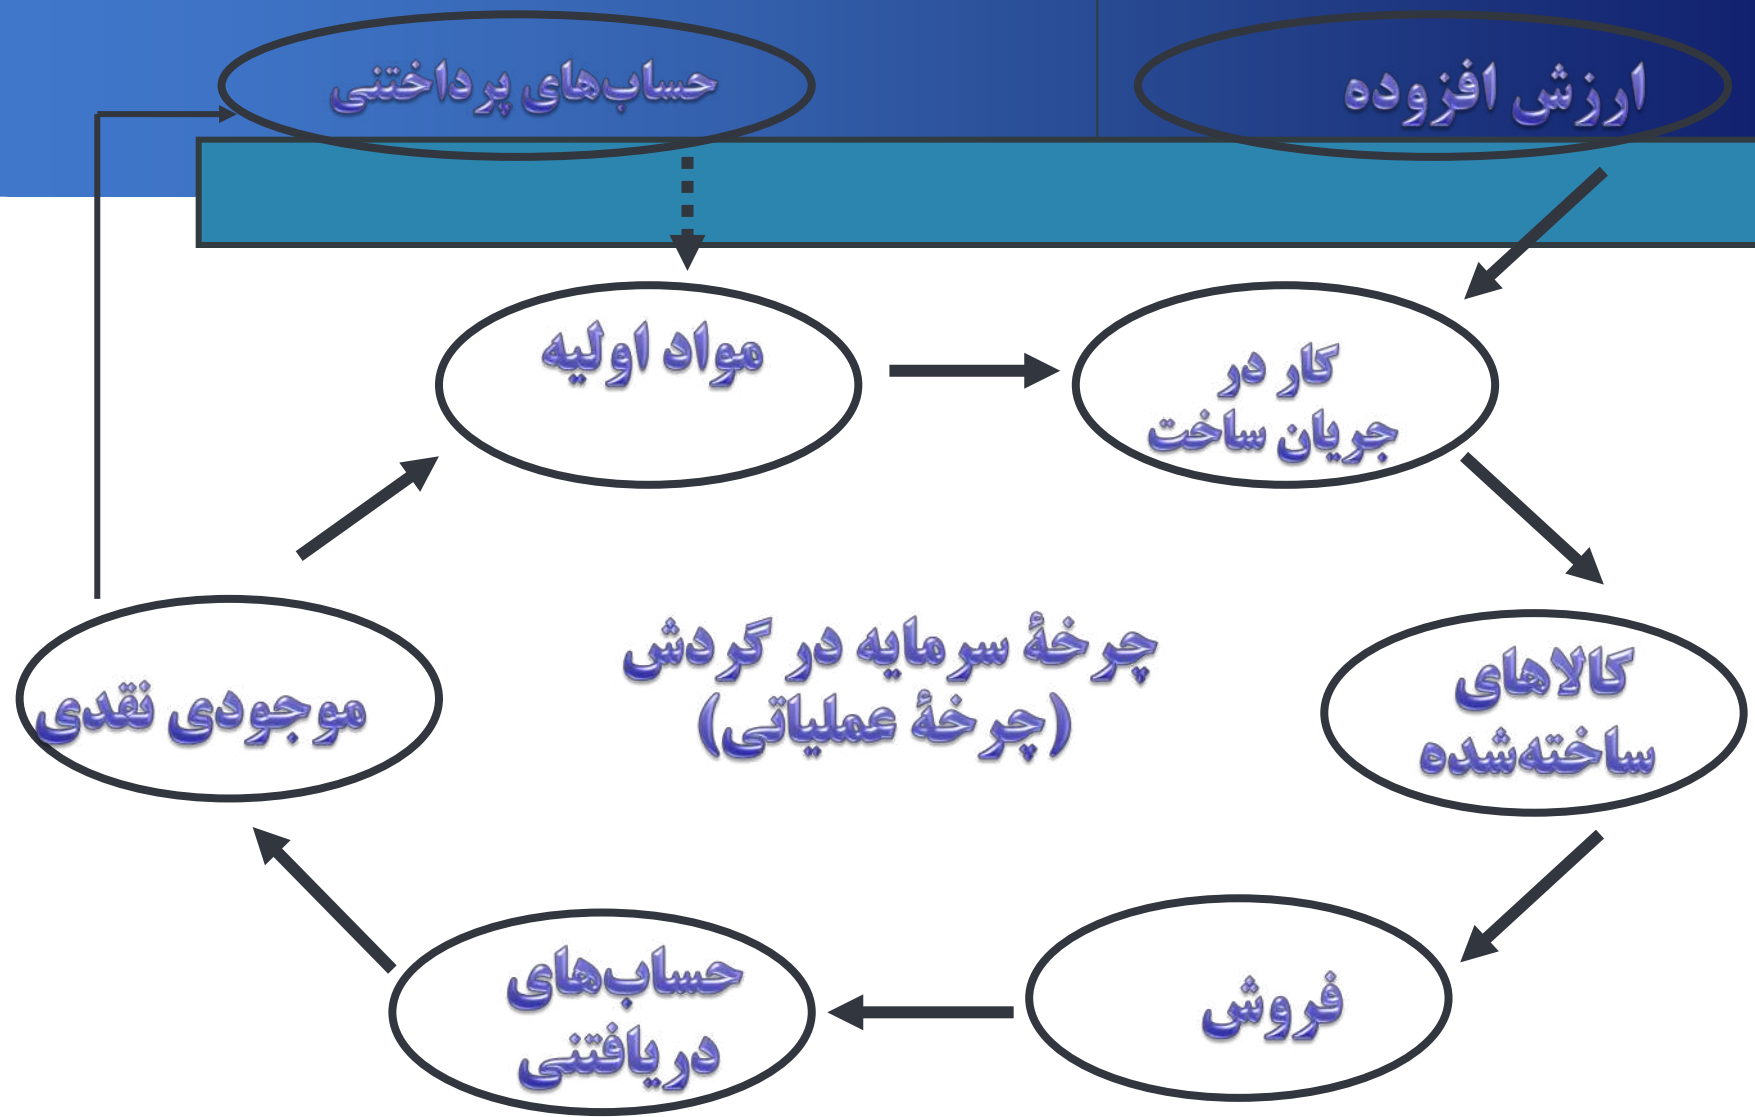 ارزش افزوده
حساب‌های پرداختنی
مواد اولیه
کار در
جریان ساخت
چرخهٔ سرمایه در گردش
(چرخهٔ عملیاتی)
کالاهای
ساخته‌شده
موجودی نقدی
فروش
حساب‌های
دریافتنی